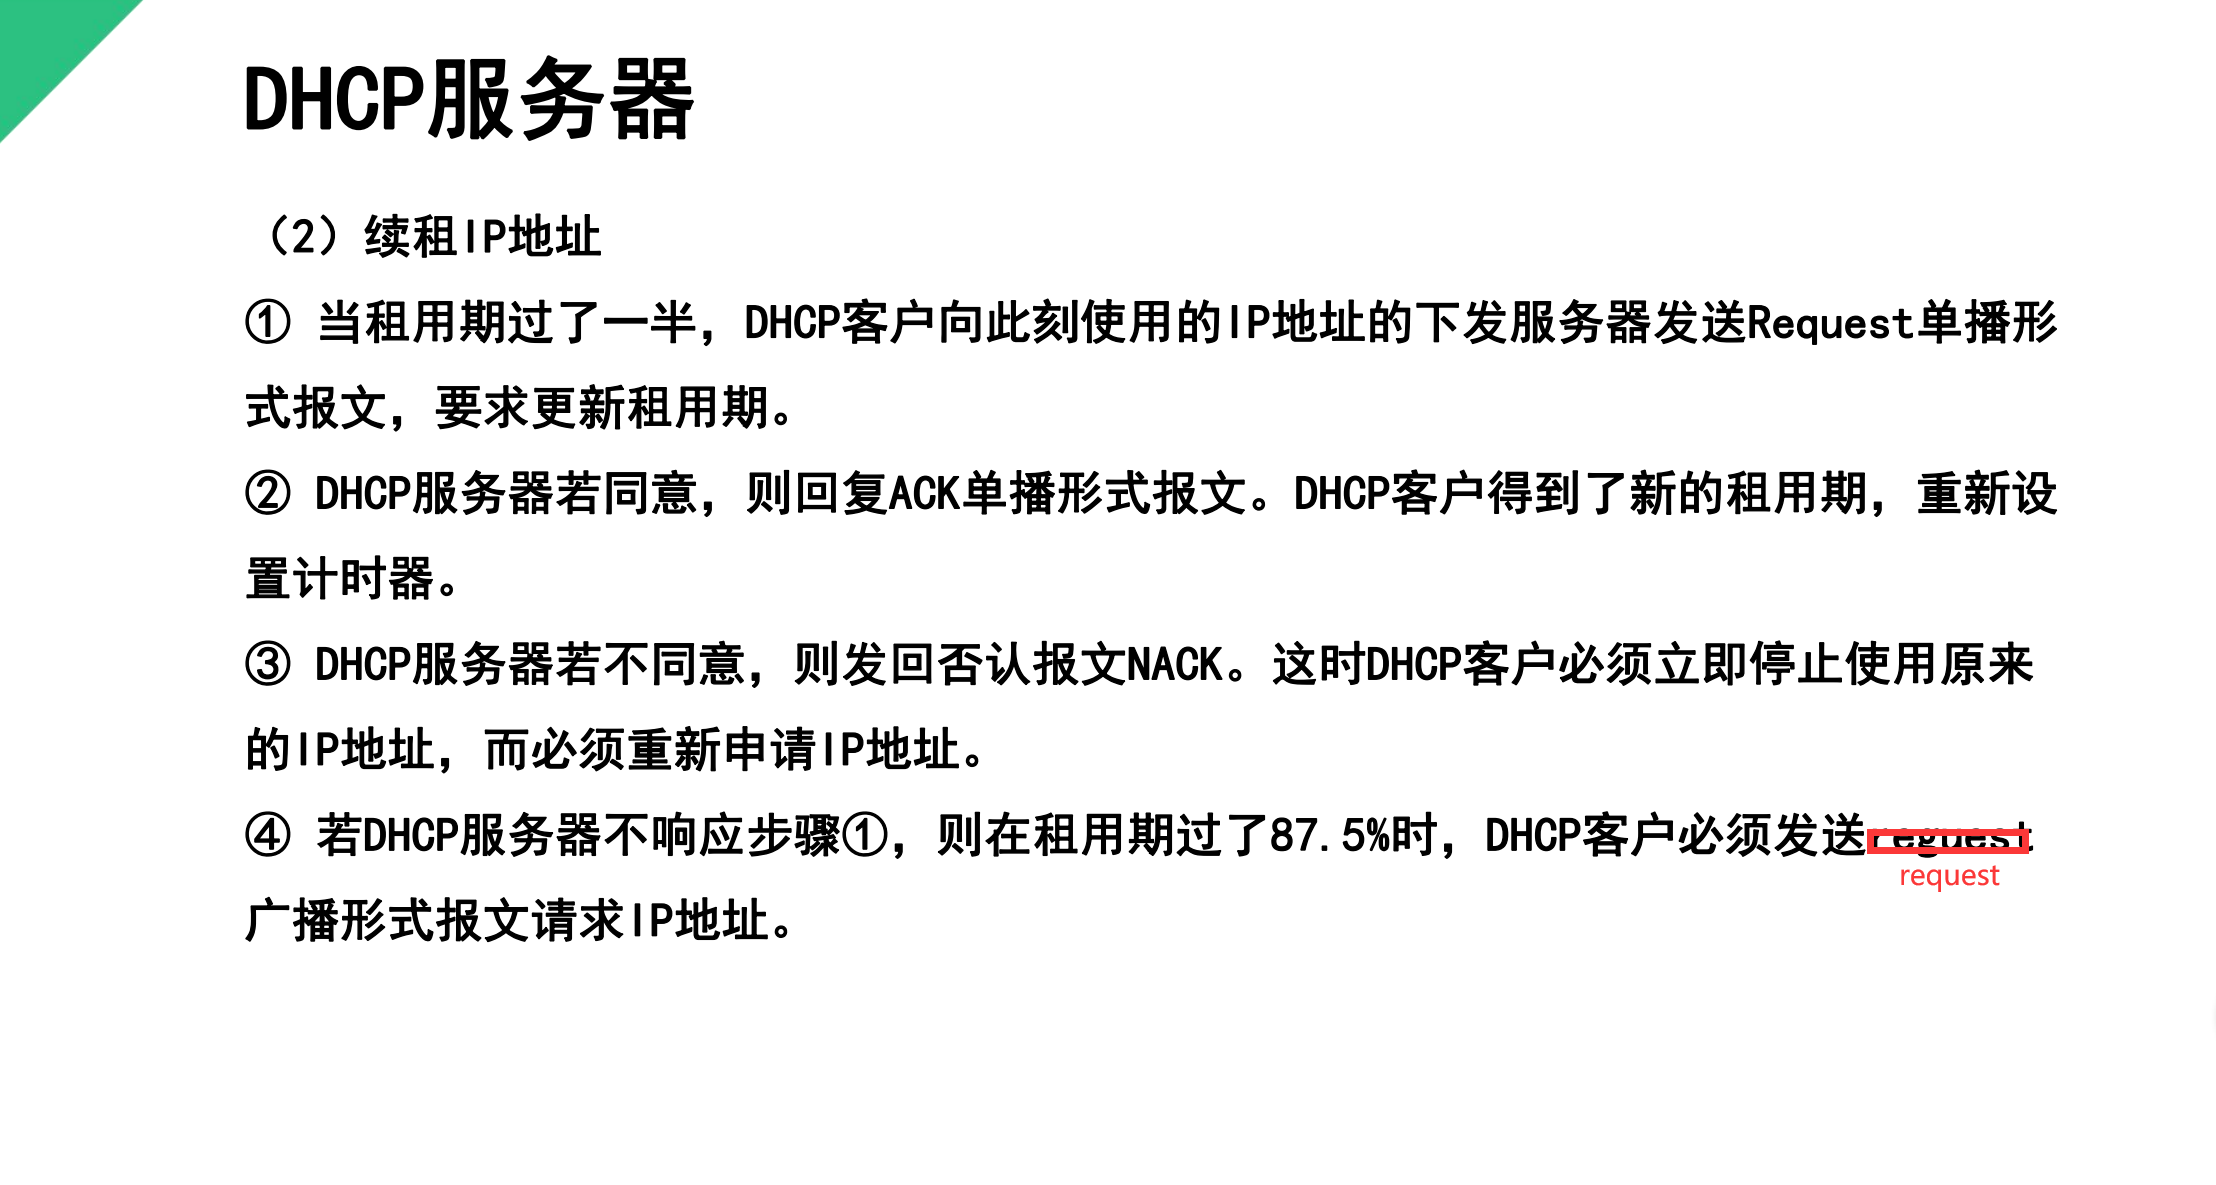 DHCP服务器
（2）续租IP地址
① 当租用期过了一半，DHCP客户向此刻使用的IP地址的下发服务器发送Request单播形
式报文，要求更新租用期。
② DHCP服务器若同意，则回复ACK单播形式报文。DHCP客户得到了新的租用期，重新设
置计时器。
③ DHCP服务器若不同意，则发回否认报文NACK。这时DHCP客户必须立即停止使用原来
的IP地址，而必须重新申请IP地址。
④ 若DHCP服务器不响应步骤①，则在租用期过了87.5%时，DHCP客户必须发送reguest
request
广播形式报文请求IP地址。